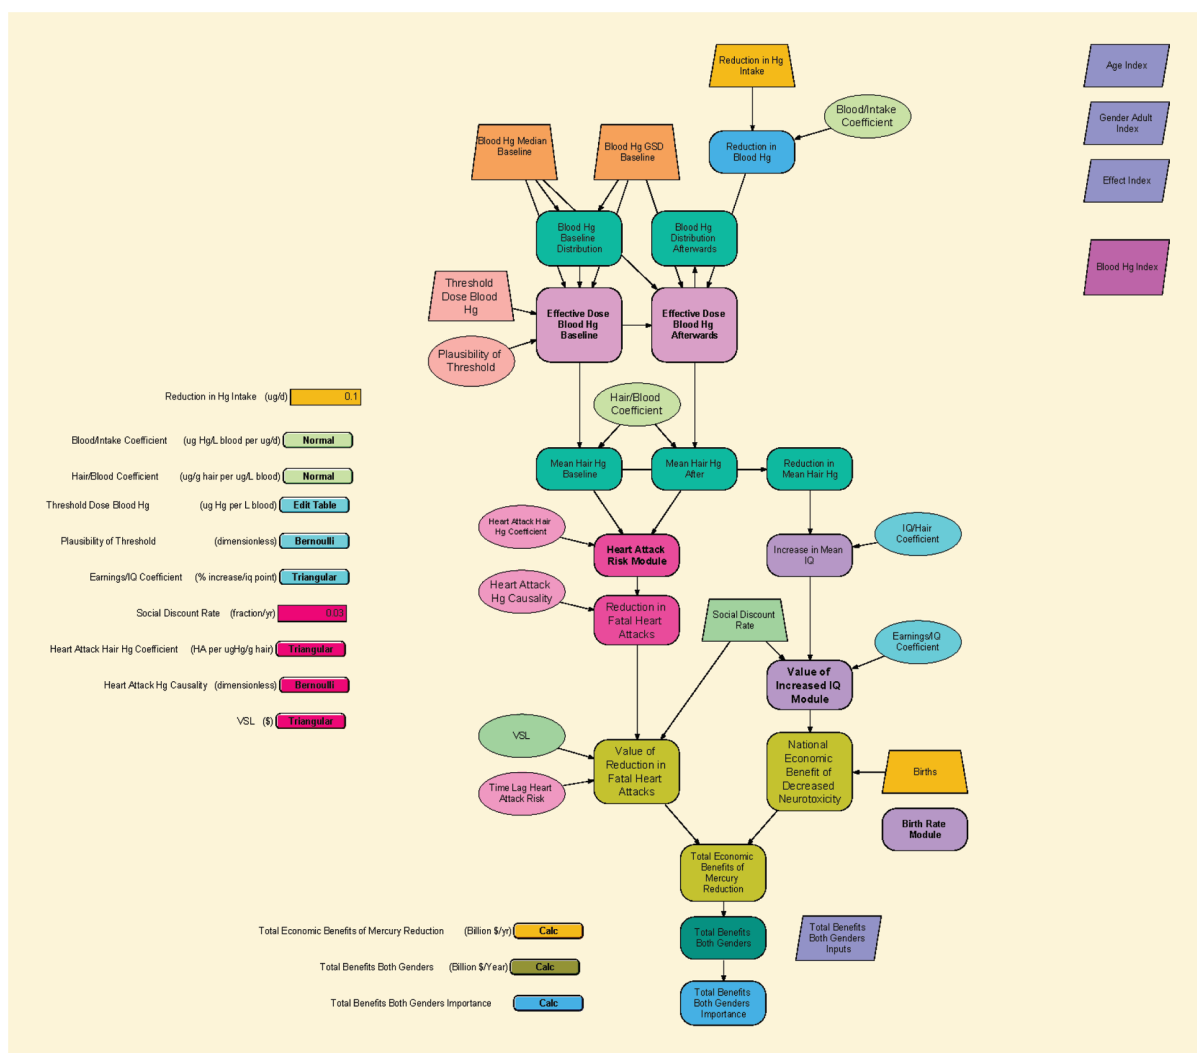 Reduction in Hg
Intake
Age Index
Blood/Intake
Coefficient
Gender Adult
Index
Blood Hg Median
Baseline
Blood Hg GSD
Baseline
Reduction in
Blood Hg
Effect Index
Blood Hg
Baseline
Distribution
Blood Hg
Distribution
Afterwards
Blood Hg Index
Threshold
Dose Blood
Hg
Effective Dose
Blood Hg
Baseline
Effective Dose
Blood Hg
Afterwards
Plausibility of
Threshold
Hair/Blood
Coefficient
Reduction in Hg Intake (ug/d) 0.1
Blood/Intake Coefficient (ug Hg/L blood per ug/d) Normal
Hair/Blood Coefficient (ug/g hair per ug/L blood) Normal
Threshold Dose Blood Hg (ug Hg per L blood) Edit Table
Plausibility of Threshold (dimensionless) Bernoulli
Earnings/IQ Coefficient (% increase/iq point) Triangular
Social Discount Rate (fraction/yr) 0.03
Heart Attack Hair Hg Coefficient (HA per ugHg/g hair) Triangular
Heart Attack Hg Causality (dimensionless) Bernoulli
VSL ($) Triangular
Mean Hair Hg
Baseline
Mean Hair Hg
After
Reduction in
Mean Hair Hg
Heart Attack Hair
Hg Coefficient
IQ/Hair
Coefficient
Heart Attack
Risk Module
Increase in Mean
IQ
Heart Attack
Hg Causality
Reduction in
Fatal Heart
Attacks
Social Discount
Rate
Earnings/IQ
Coefficient
Value of
Increased IQ
Module
VSL
Value of
Reduction in
Fatal Heart
Attacks
National
Economic
Benefit of
Decreased
Neurotoxicity
Time Lag Heart
Attack Risk
Births
Birth Rate
Module
Total Economic
Benefits of
Mercury
Reduction
Total Benefits
Both Genders
Total Benefits
Both Genders
Inputs
Total Benefits
Both Genders
Importance
Total Economic Benefits of Mercury Reduction (Billion $/yr) Calc
Total Benefits Both Genders (Billion $/Year) Calc
Total Benefits Both Genders Importance Calc